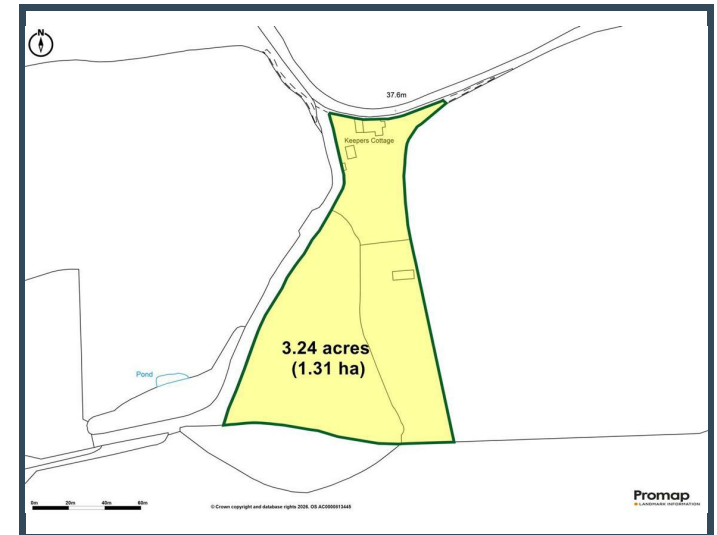 N
37.6m
Keepers Cottage
3.24 acres
(1.31 ha)
Pond
0m 20m 40m 60m
© Crown copyright and database rights 2026. OS AC0000813445
Promap
LANDMARK INFORMATION